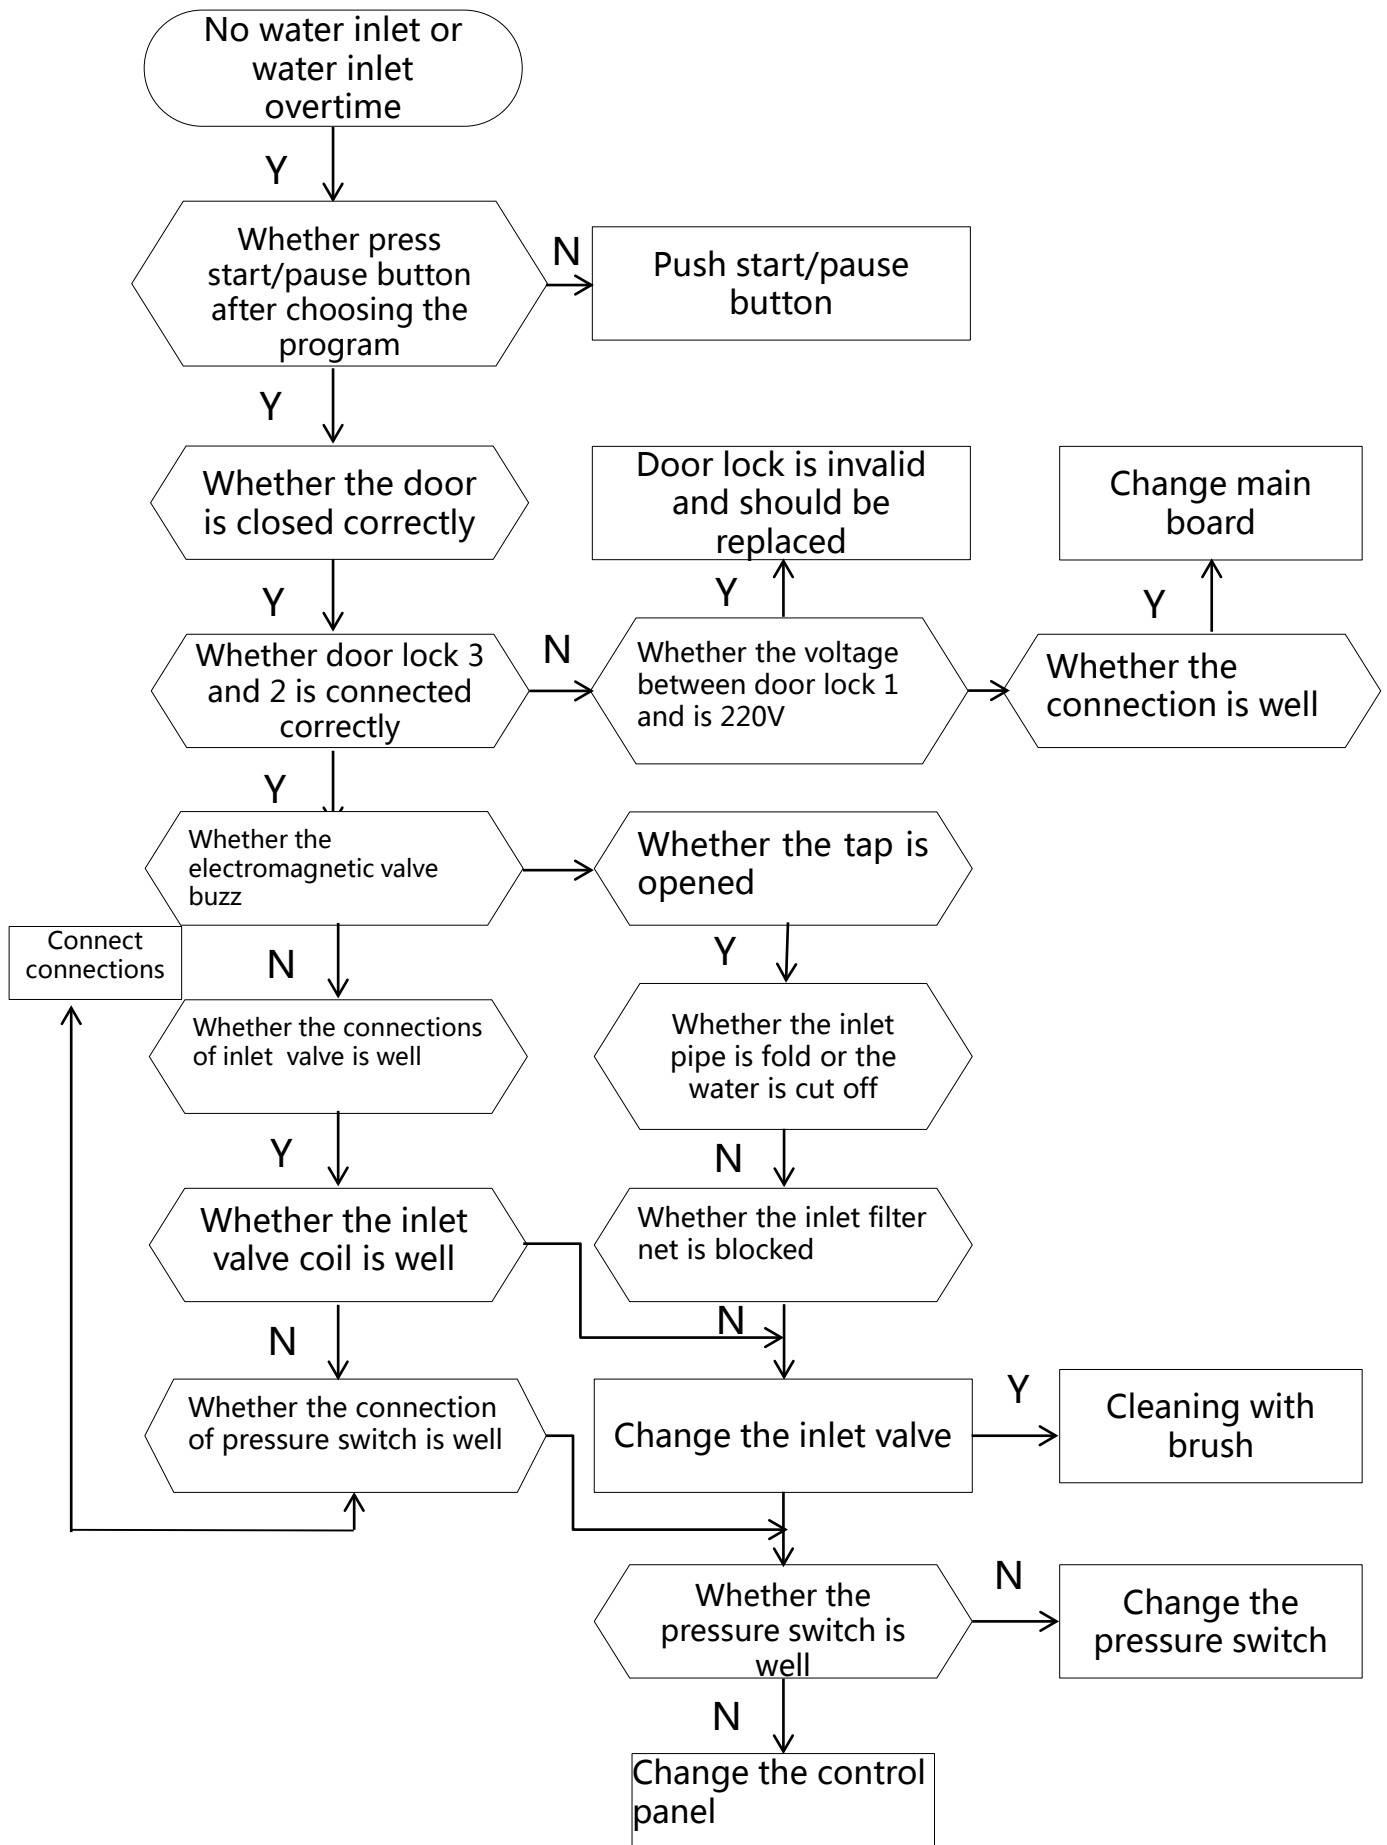 No water inlet or
water inlet
overtime
Y
Whether press
start/pause button
after choosing the
program
N
Push start/pause
button
Y
Whether the door
is closed correctly
Door lock is invalid
and should be
replaced
Change main
board
Y
Y
Y
Whether door lock 3
and 2 is connected
correctly
N
Whether the voltage
between door lock 1
and is 220V
Whether the
connection is well
Y
Whether the
electromagnetic valve
buzz
Whether the tap is
opened
Connect
connections
N
Y
Whether the connections
of inlet  valve is well
Whether the inlet
pipe is fold or the
water is cut off
Y
N
Whether the inlet
valve coil is well
Whether the inlet filter
net is blocked
N
N
Whether the connection
of pressure switch is well
Change the inlet valve
Y
Cleaning with
brush
Whether the
pressure switch is
well
N
Change the
pressure switch
N
Change the control
panel